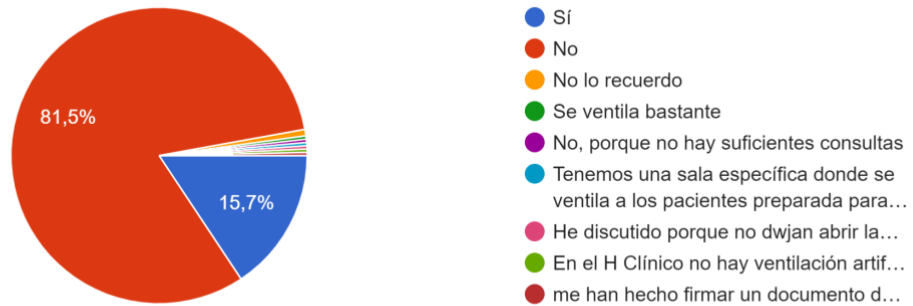 81,5%
15,7%
Sí
No
No lo recuerdo
Se ventila bastante
No, porque no hay suficientes consultas
Tenemos una sala específica donde se
ventila a los pacientes preparada para…
He discutido porque no dwjan abrir la…
En el H Clínico no hay ventilación artif…
me han hecho firmar un documento d…